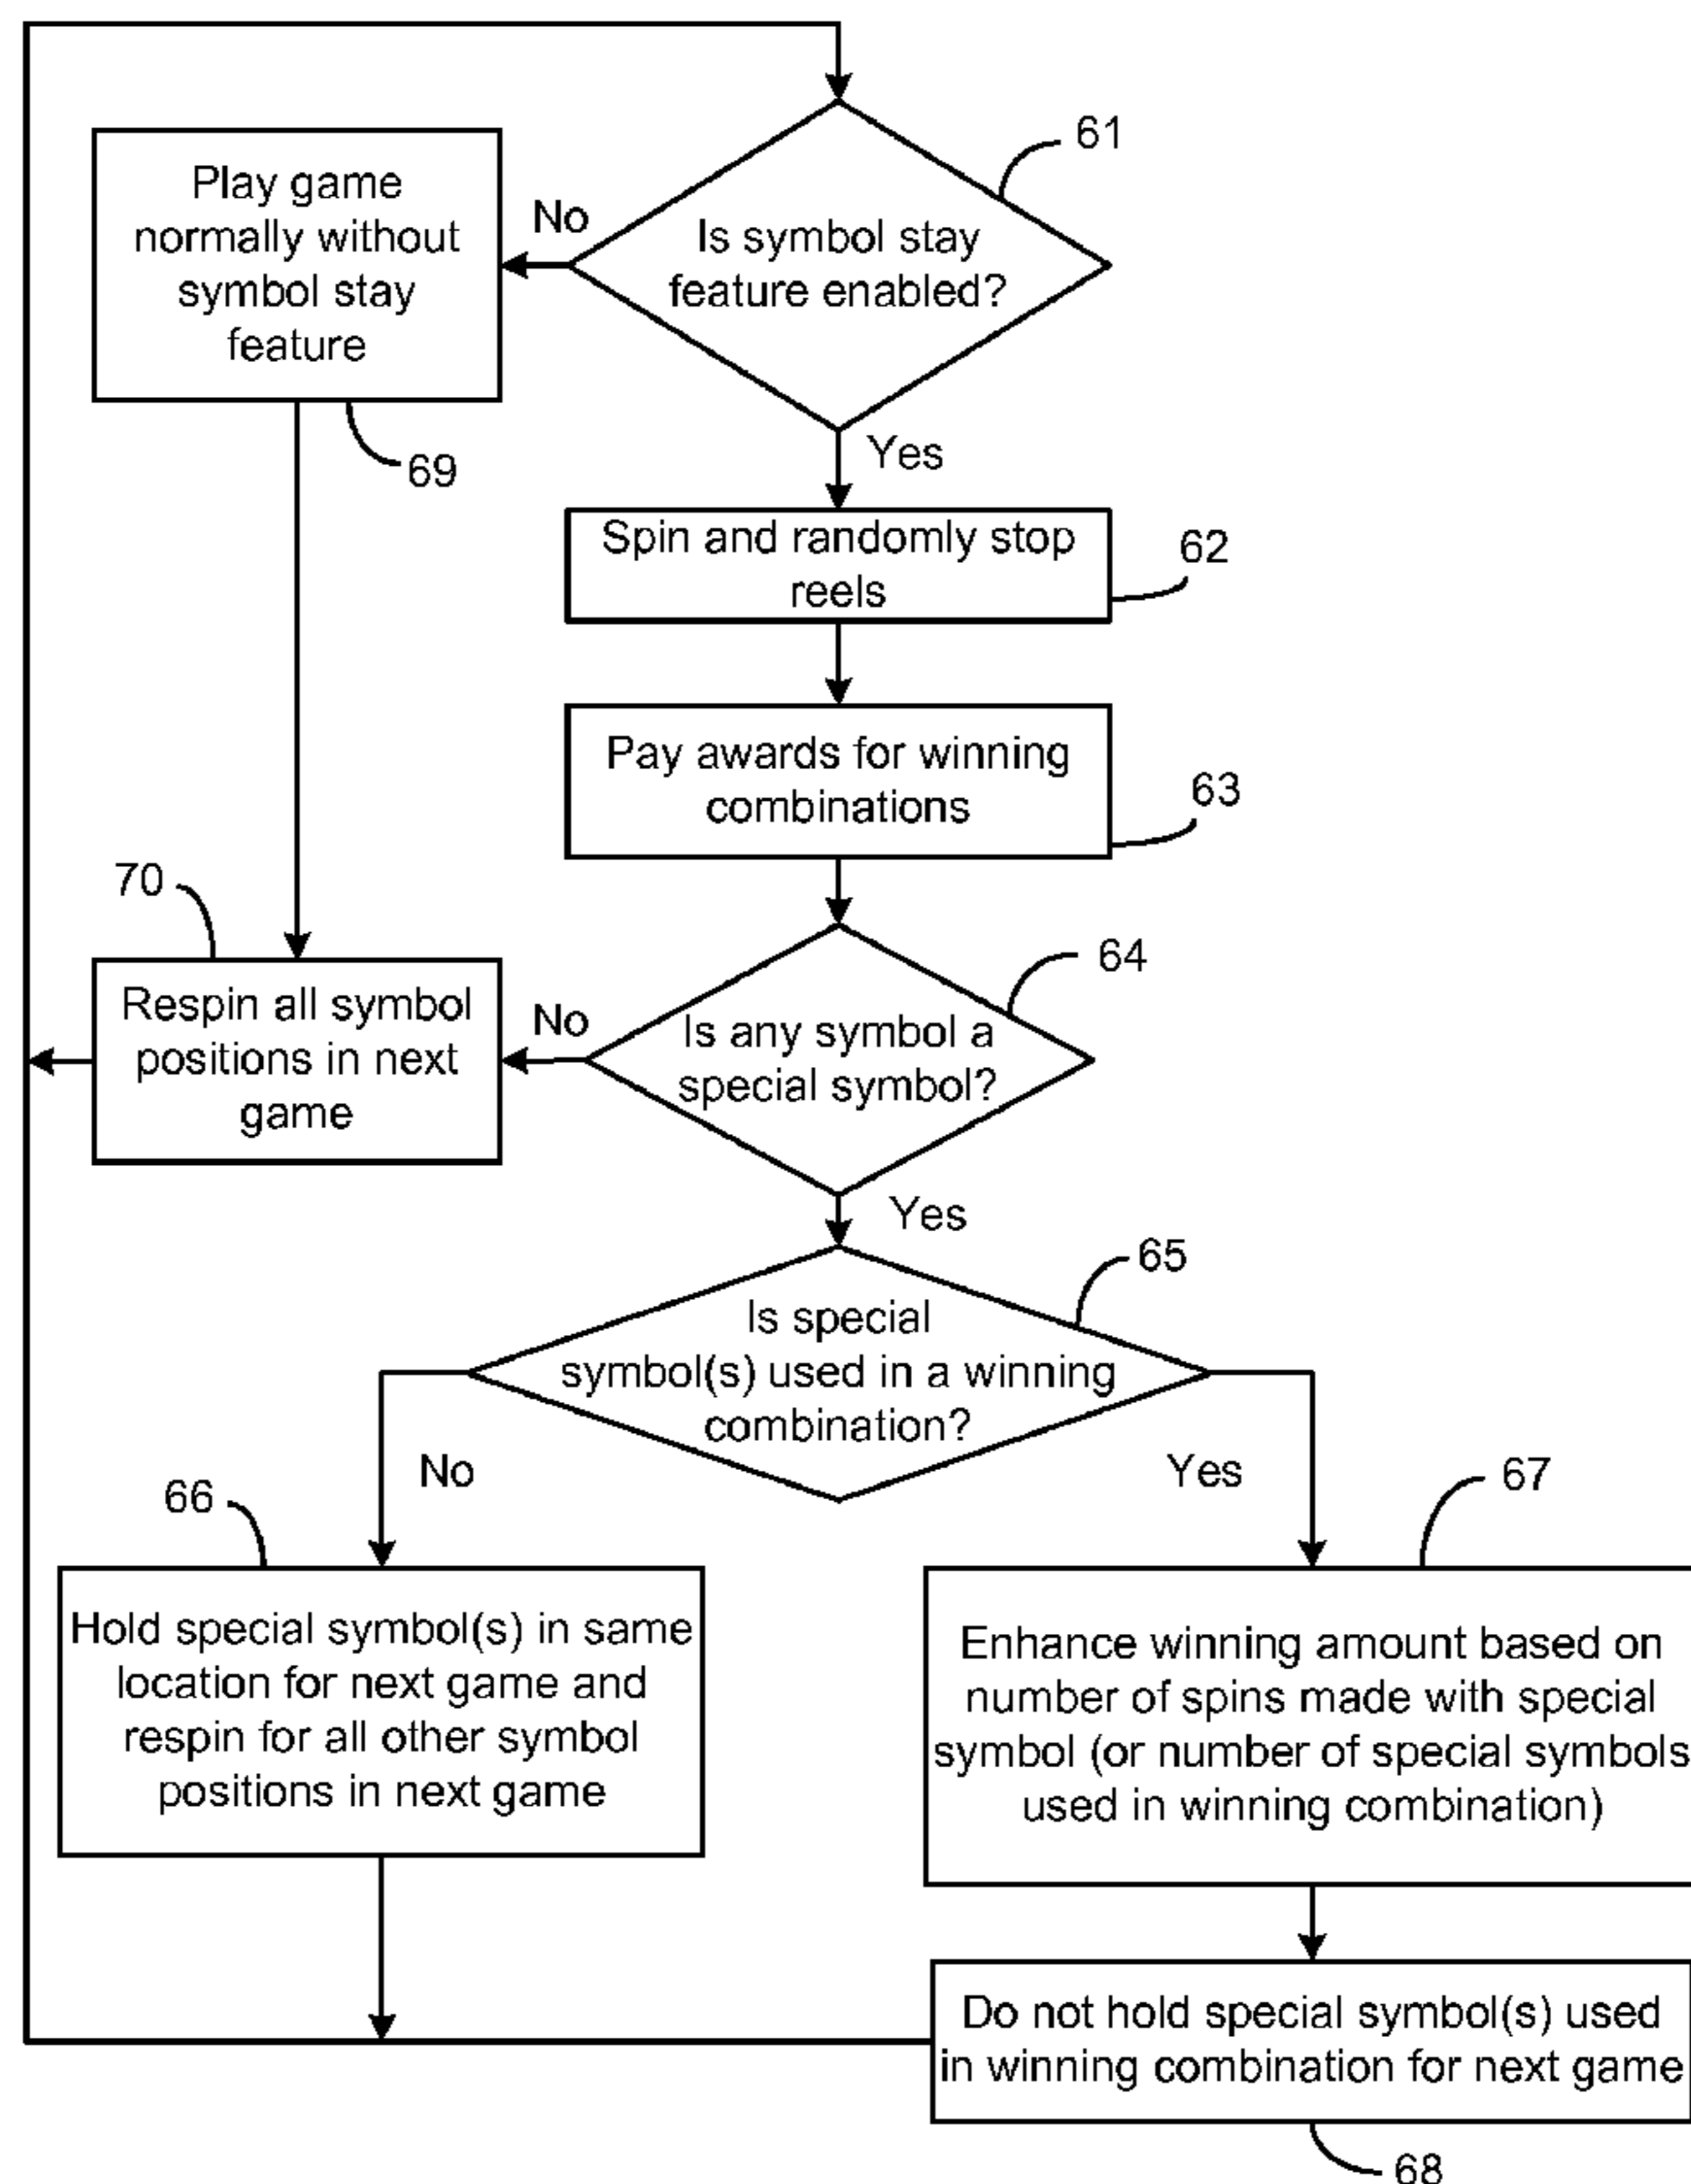 61
Is symbol stay
feature enabled?
No
Play game
normally without
symbol stay
feature
69
Yes
Spin and randomly stop
reels
62
Pay awards for winning
combinations
63
70
Respin all symbol
positions in next
game
No
64
Is any symbol a
special symbol?
Yes
65
Is special
symbol(s) used in a winning
combination?
No
Yes
66
67
Hold special symbol(s) in same
location for next game and
respin for all other symbol
positions in next game
Enhance winning amount based on
number of spins made with special
symbol (or number of special symbols
used in winning combination)
Do not hold special symbol(s) used
in winning combination for next game
68